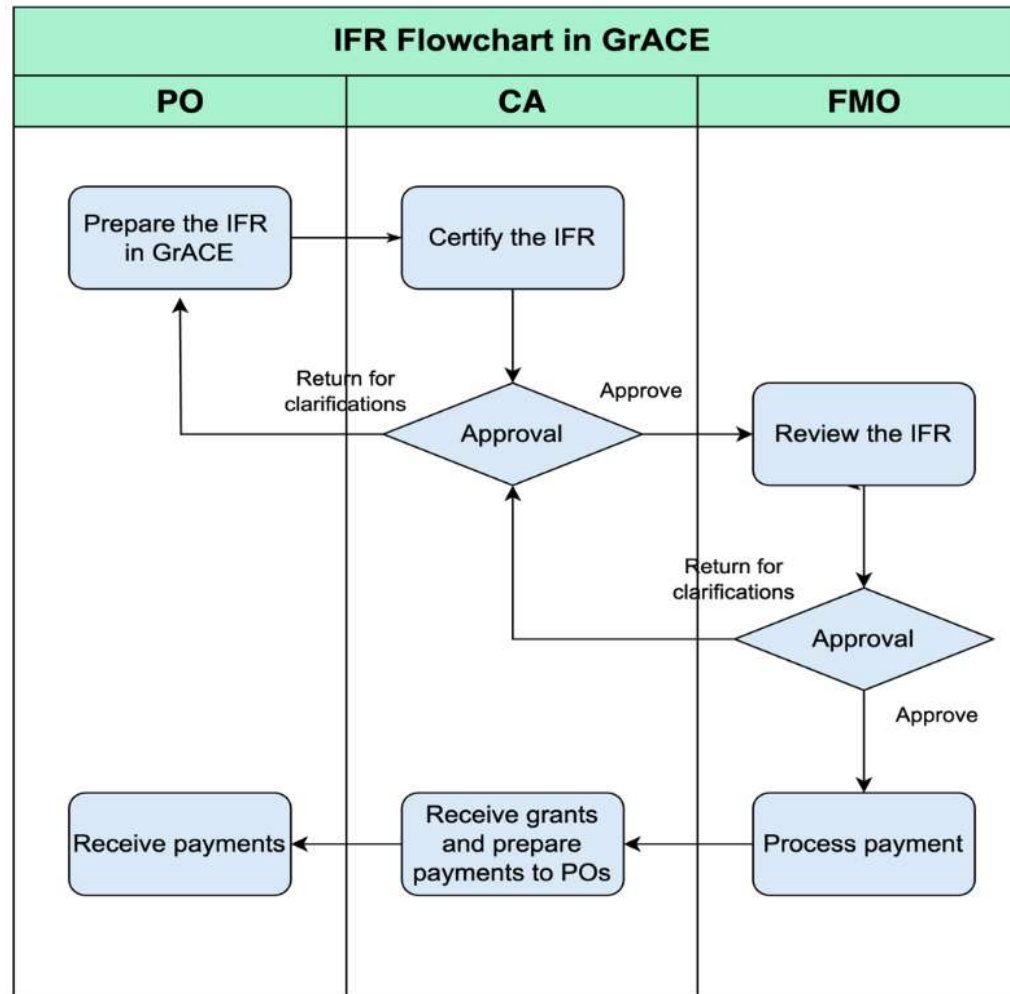 IFR Flowchart in GrACE
PO
CA
FMO
Prepare the IFR
in GrACE
Certify the IFR
Return for
clarifications
Approval
Approve
Review the IFR
Return for
clarifications
Approval
Approve
Receive payments
Receive grants
and prepare
payments to POs
Process payment